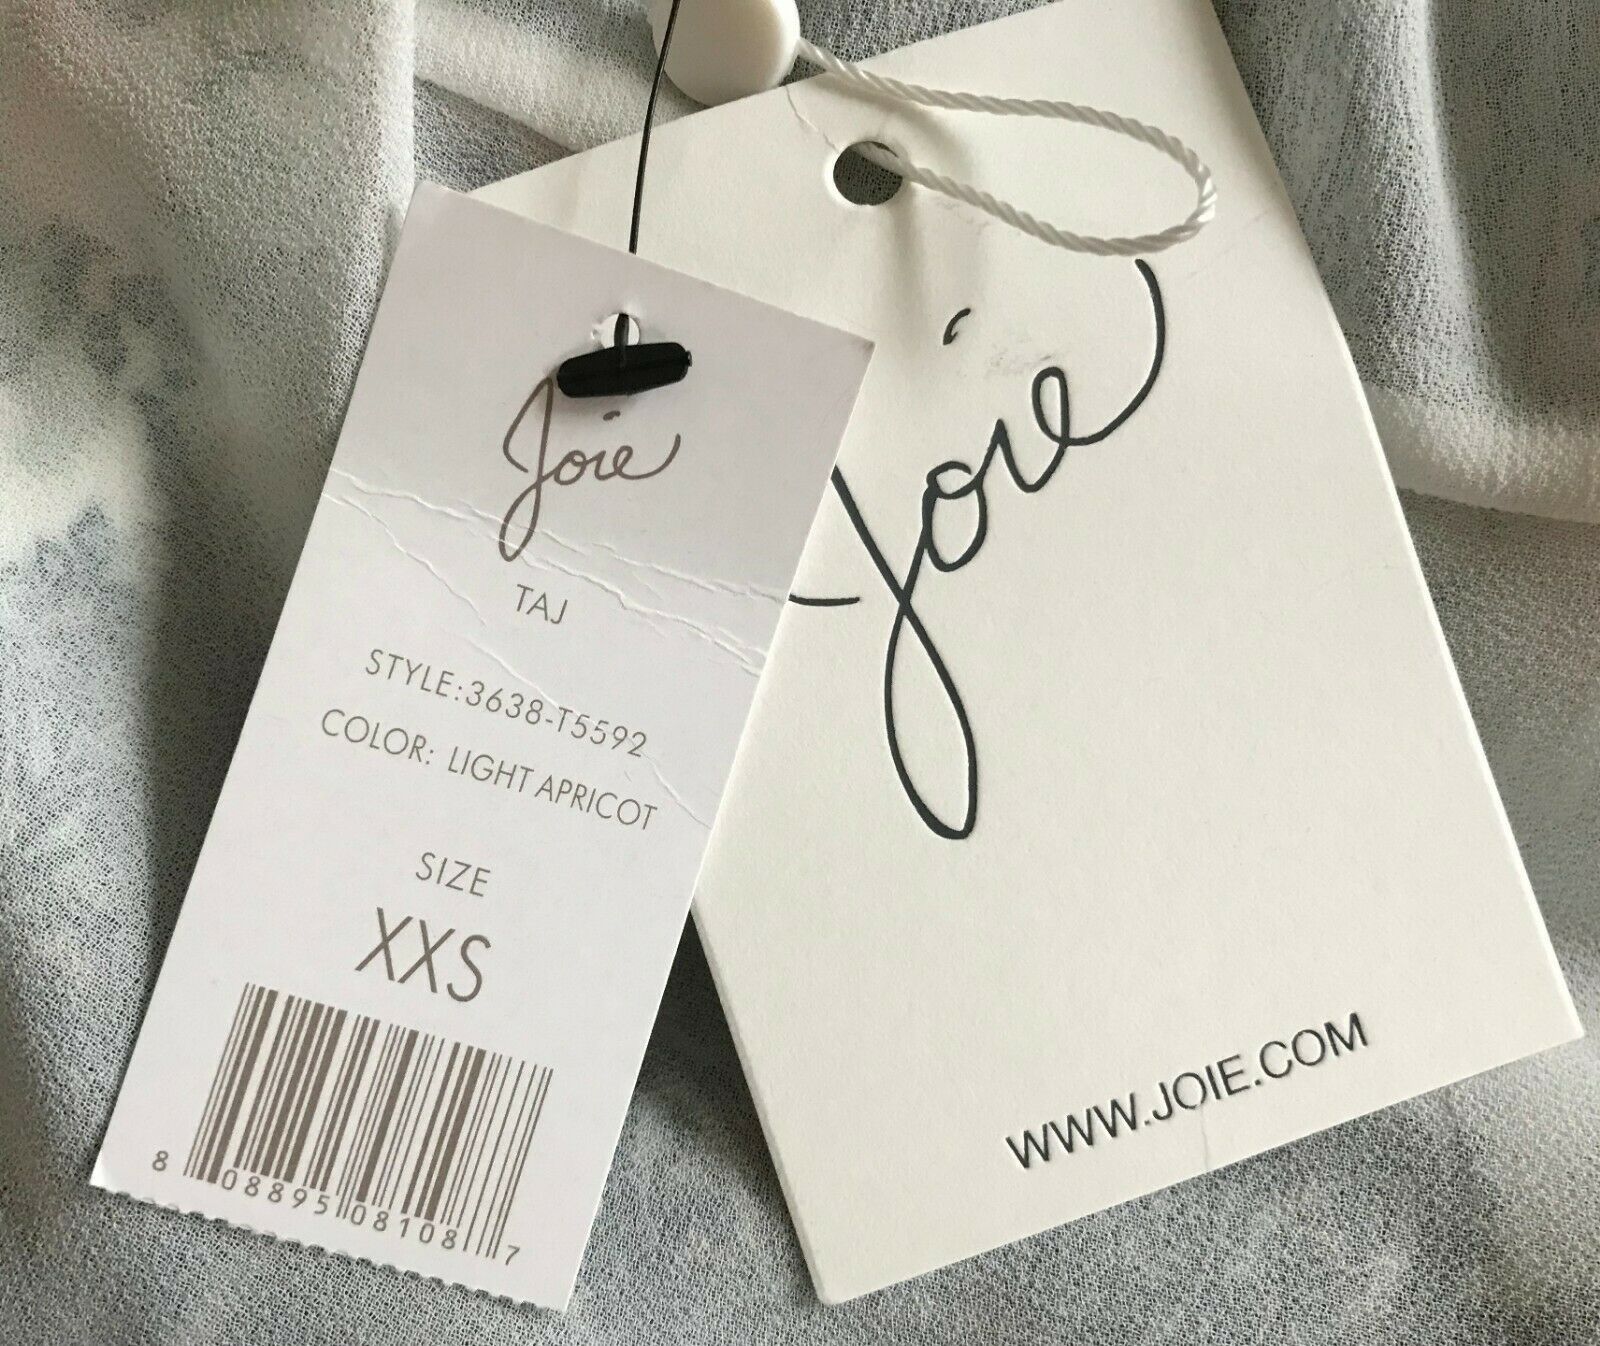 Joie
TAJ
STYLE:3638-T5592
COLOR: LIGHT APRICOT
SIZE
XXS
8 08895 08108 7
Joie
WWW.JOIE.COM